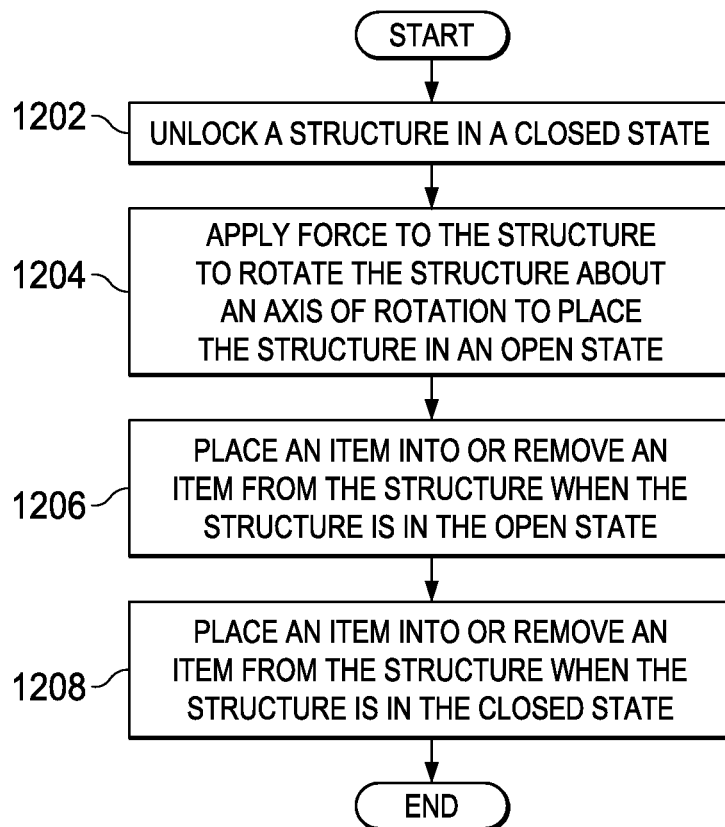 START
1202
UNLOCK A STRUCTURE IN A CLOSED STATE
1204
APPLY FORCE TO THE STRUCTURE
TO ROTATE THE STRUCTURE ABOUT
AN AXIS OF ROTATION TO PLACE
THE STRUCTURE IN AN OPEN STATE
1206
PLACE AN ITEM INTO OR REMOVE AN
ITEM FROM THE STRUCTURE WHEN THE
STRUCTURE IS IN THE OPEN STATE
1208
PLACE AN ITEM INTO OR REMOVE AN
ITEM FROM THE STRUCTURE WHEN THE
STRUCTURE IS IN THE CLOSED STATE
END